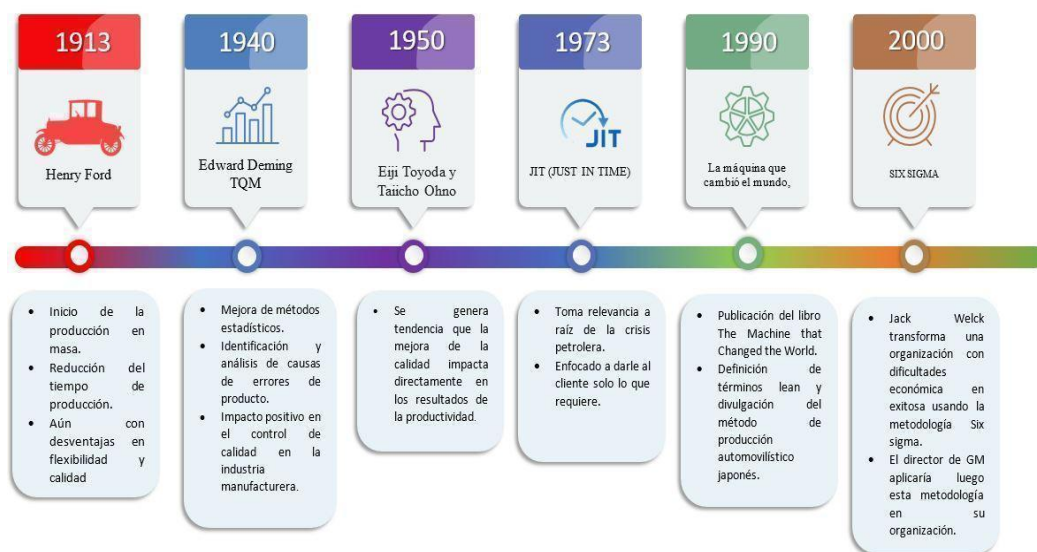 1913
Henry Ford
• Inicio de la
producción en
masa.
• Reducción del
tiempo de
producción.
• Aún con
desventajas en
flexibilidad y
calidad
1940
Edward Deming
TQM
• Mejora de métodos
estadísticos.
• Identificación y
análisis de causas
de errores de
producto.
• Impacto positivo en
el control de
calidad en la
industria
manufacturera.
1950
Eiji Toyoda y
Taiicho Ohno
• Se genera
tendencia que la
mejora de la
calidad impacta
directamente en
los resultados de
la productividad.
1973
JIT
JIT (JUST IN TIME)
• Toma relevancia a
raíz de la crisis
petrolera.
• Enfocado a darle al
cliente solo lo que
requiere.
1990
La máquina que
cambió el mundo,
• Publicación del libro
The Machine that
Changed the World.
• Definición de
términos lean y
divulgación del
método de
producción
automovilístico
japonés.
2000
SIX SIGMA
• Jack Welck
transforma una
organización con
dificultades
económica en
exitosa usando la
metodología Six
sigma.
• El director de GM
aplicaría luego
esta metodología
en su
organización.